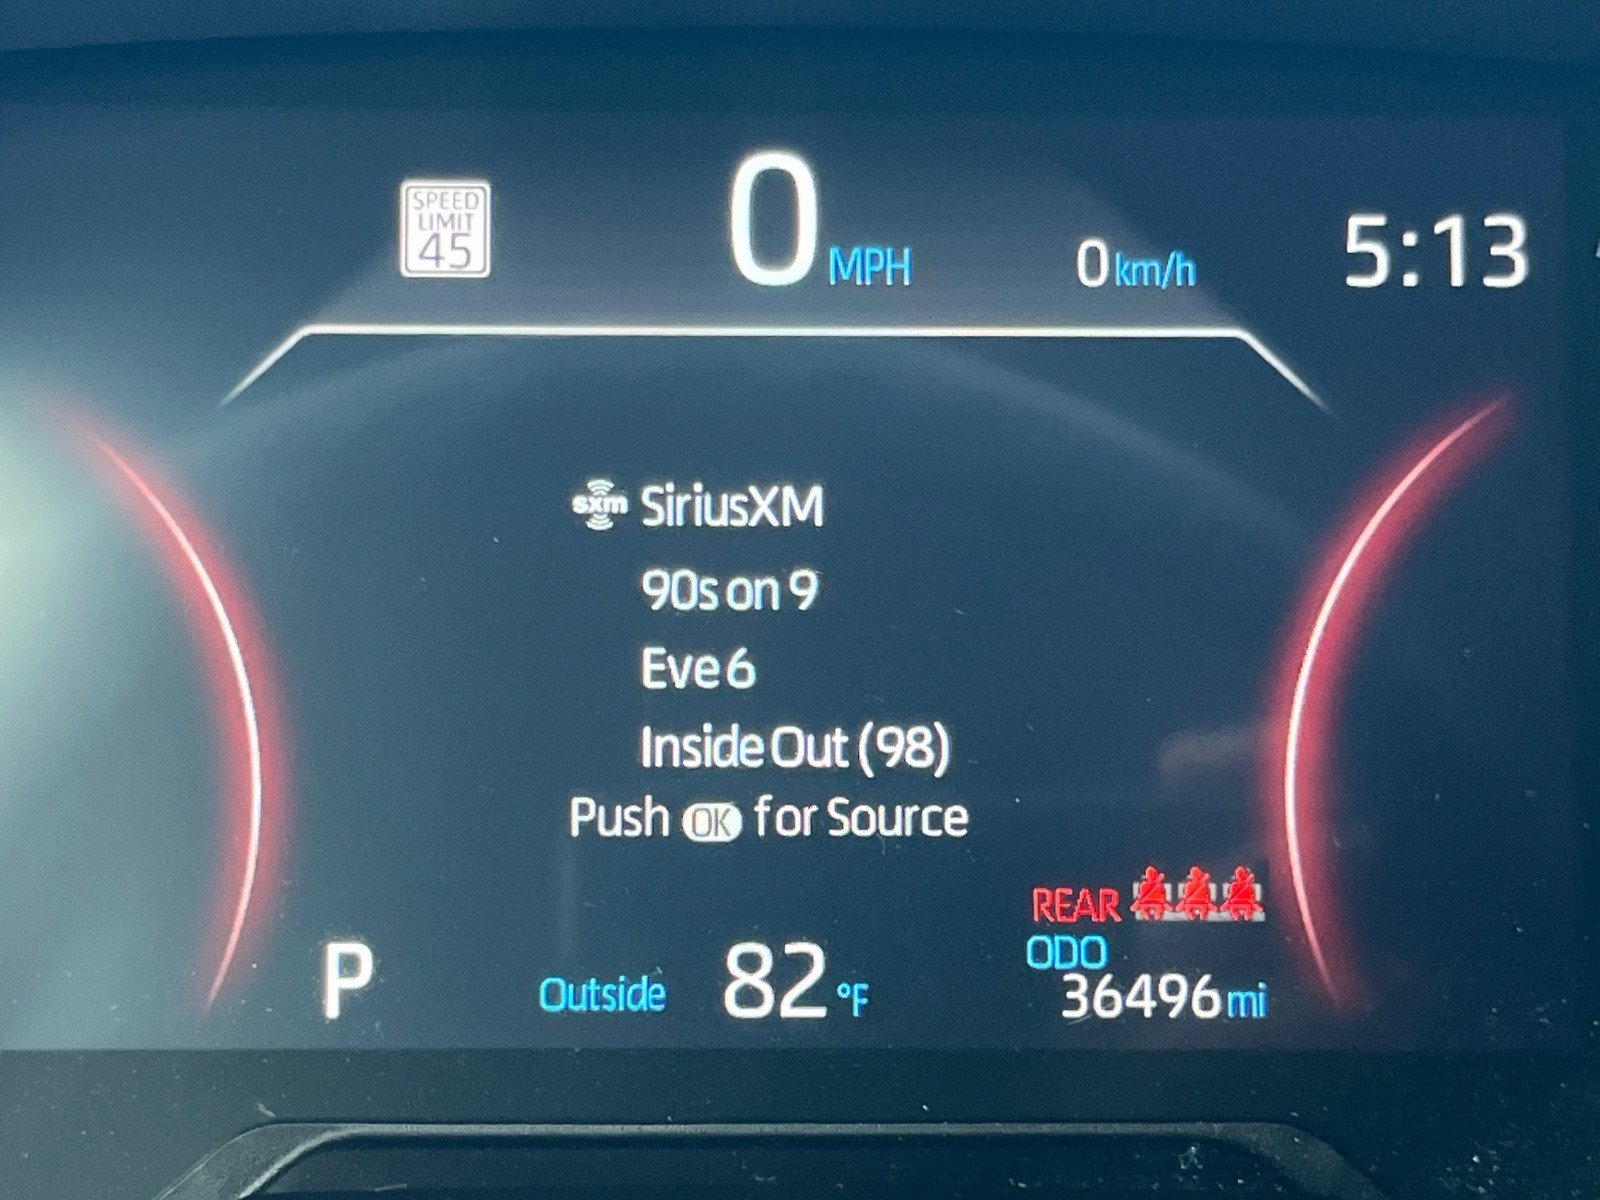 SPEED
LIMIT
45
0 MPH
0 km/h
5:13
sxm SiriusXM
90s on 9
Eve 6
Inside Out (98)
Push OK for Source
REAR
ODO
36496 mi
P
Outside 82 °F